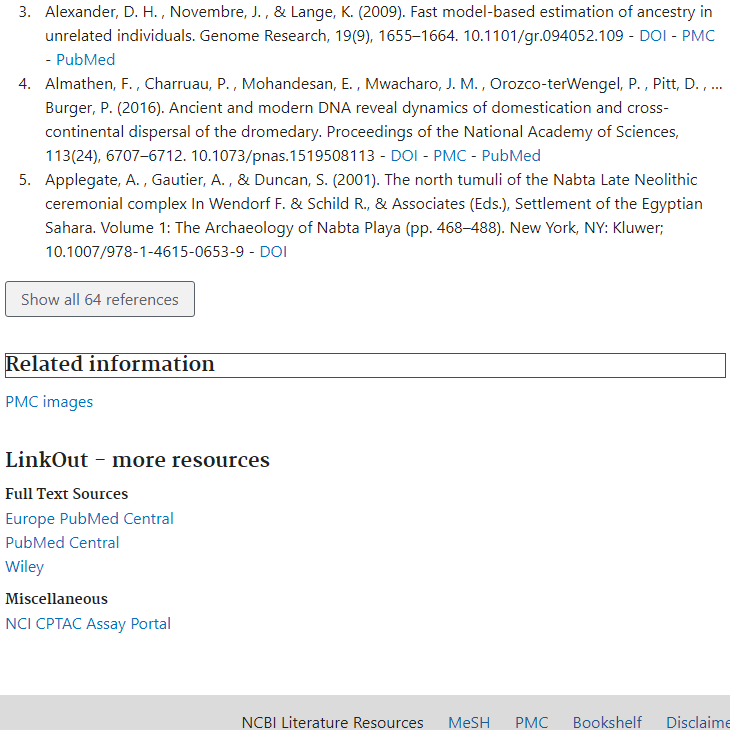 3. Alexander, D. H. , Novembre, J. , & Lange, K. (2009). Fast model-based estimation of ancestry in
unrelated individuals. Genome Research, 19(9), 1655–1664. 10.1101/gr.094052.109 - DOI - PMC
- PubMed
4. Almathen, F. , Charruau, P. , Mohandesan, E. , Mwacharo, J. M. , Orozco-terWengel, P. , Pitt, D. , ...
Burger, P. (2016). Ancient and modern DNA reveal dynamics of domestication and cross-
continental dispersal of the dromedary. Proceedings of the National Academy of Sciences,
113(24), 6707–6712. 10.1073/pnas.1519508113 - DOI - PMC - PubMed
5. Applegate, A. , Gautier, A. , & Duncan, S. (2001). The north tumuli of the Nabta Late Neolithic
ceremonial complex In Wendorf F. & Schild R., & Associates (Eds.), Settlement of the Egyptian
Sahara. Volume 1: The Archaeology of Nabta Playa (pp. 468–488). New York, NY: Kluwer;
10.1007/978-1-4615-0653-9 - DOI
Show all 64 references
Related information
PMC images
LinkOut – more resources
Full Text Sources
Europe PubMed Central
PubMed Central
Wiley
Miscellaneous
NCI CPTAC Assay Portal
NCBI Literature Resources MeSH PMC Bookshelf Disclaime